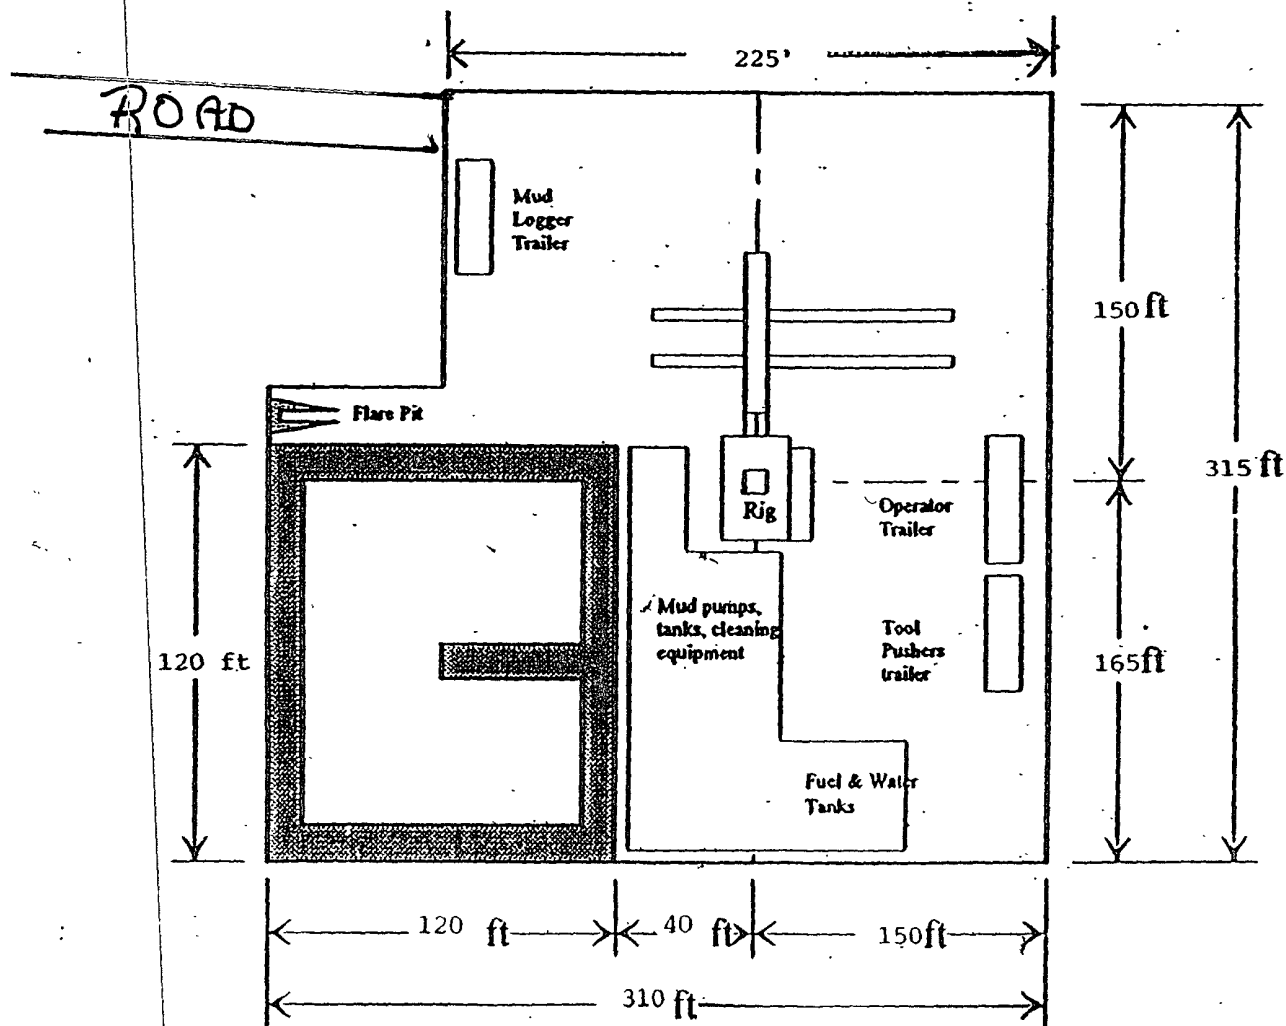 225'
ROAD
Mud
Logger
Trailer
150 ft
Flare Pit
315 ft
Rig
Operator
Trailer
Mud pumps,
tanks, cleaning
equipment
Tool
Pushers
trailer
120 ft
165ft
Fuel & Water
Tanks
120 ft
40 ft
150ft
310 ft